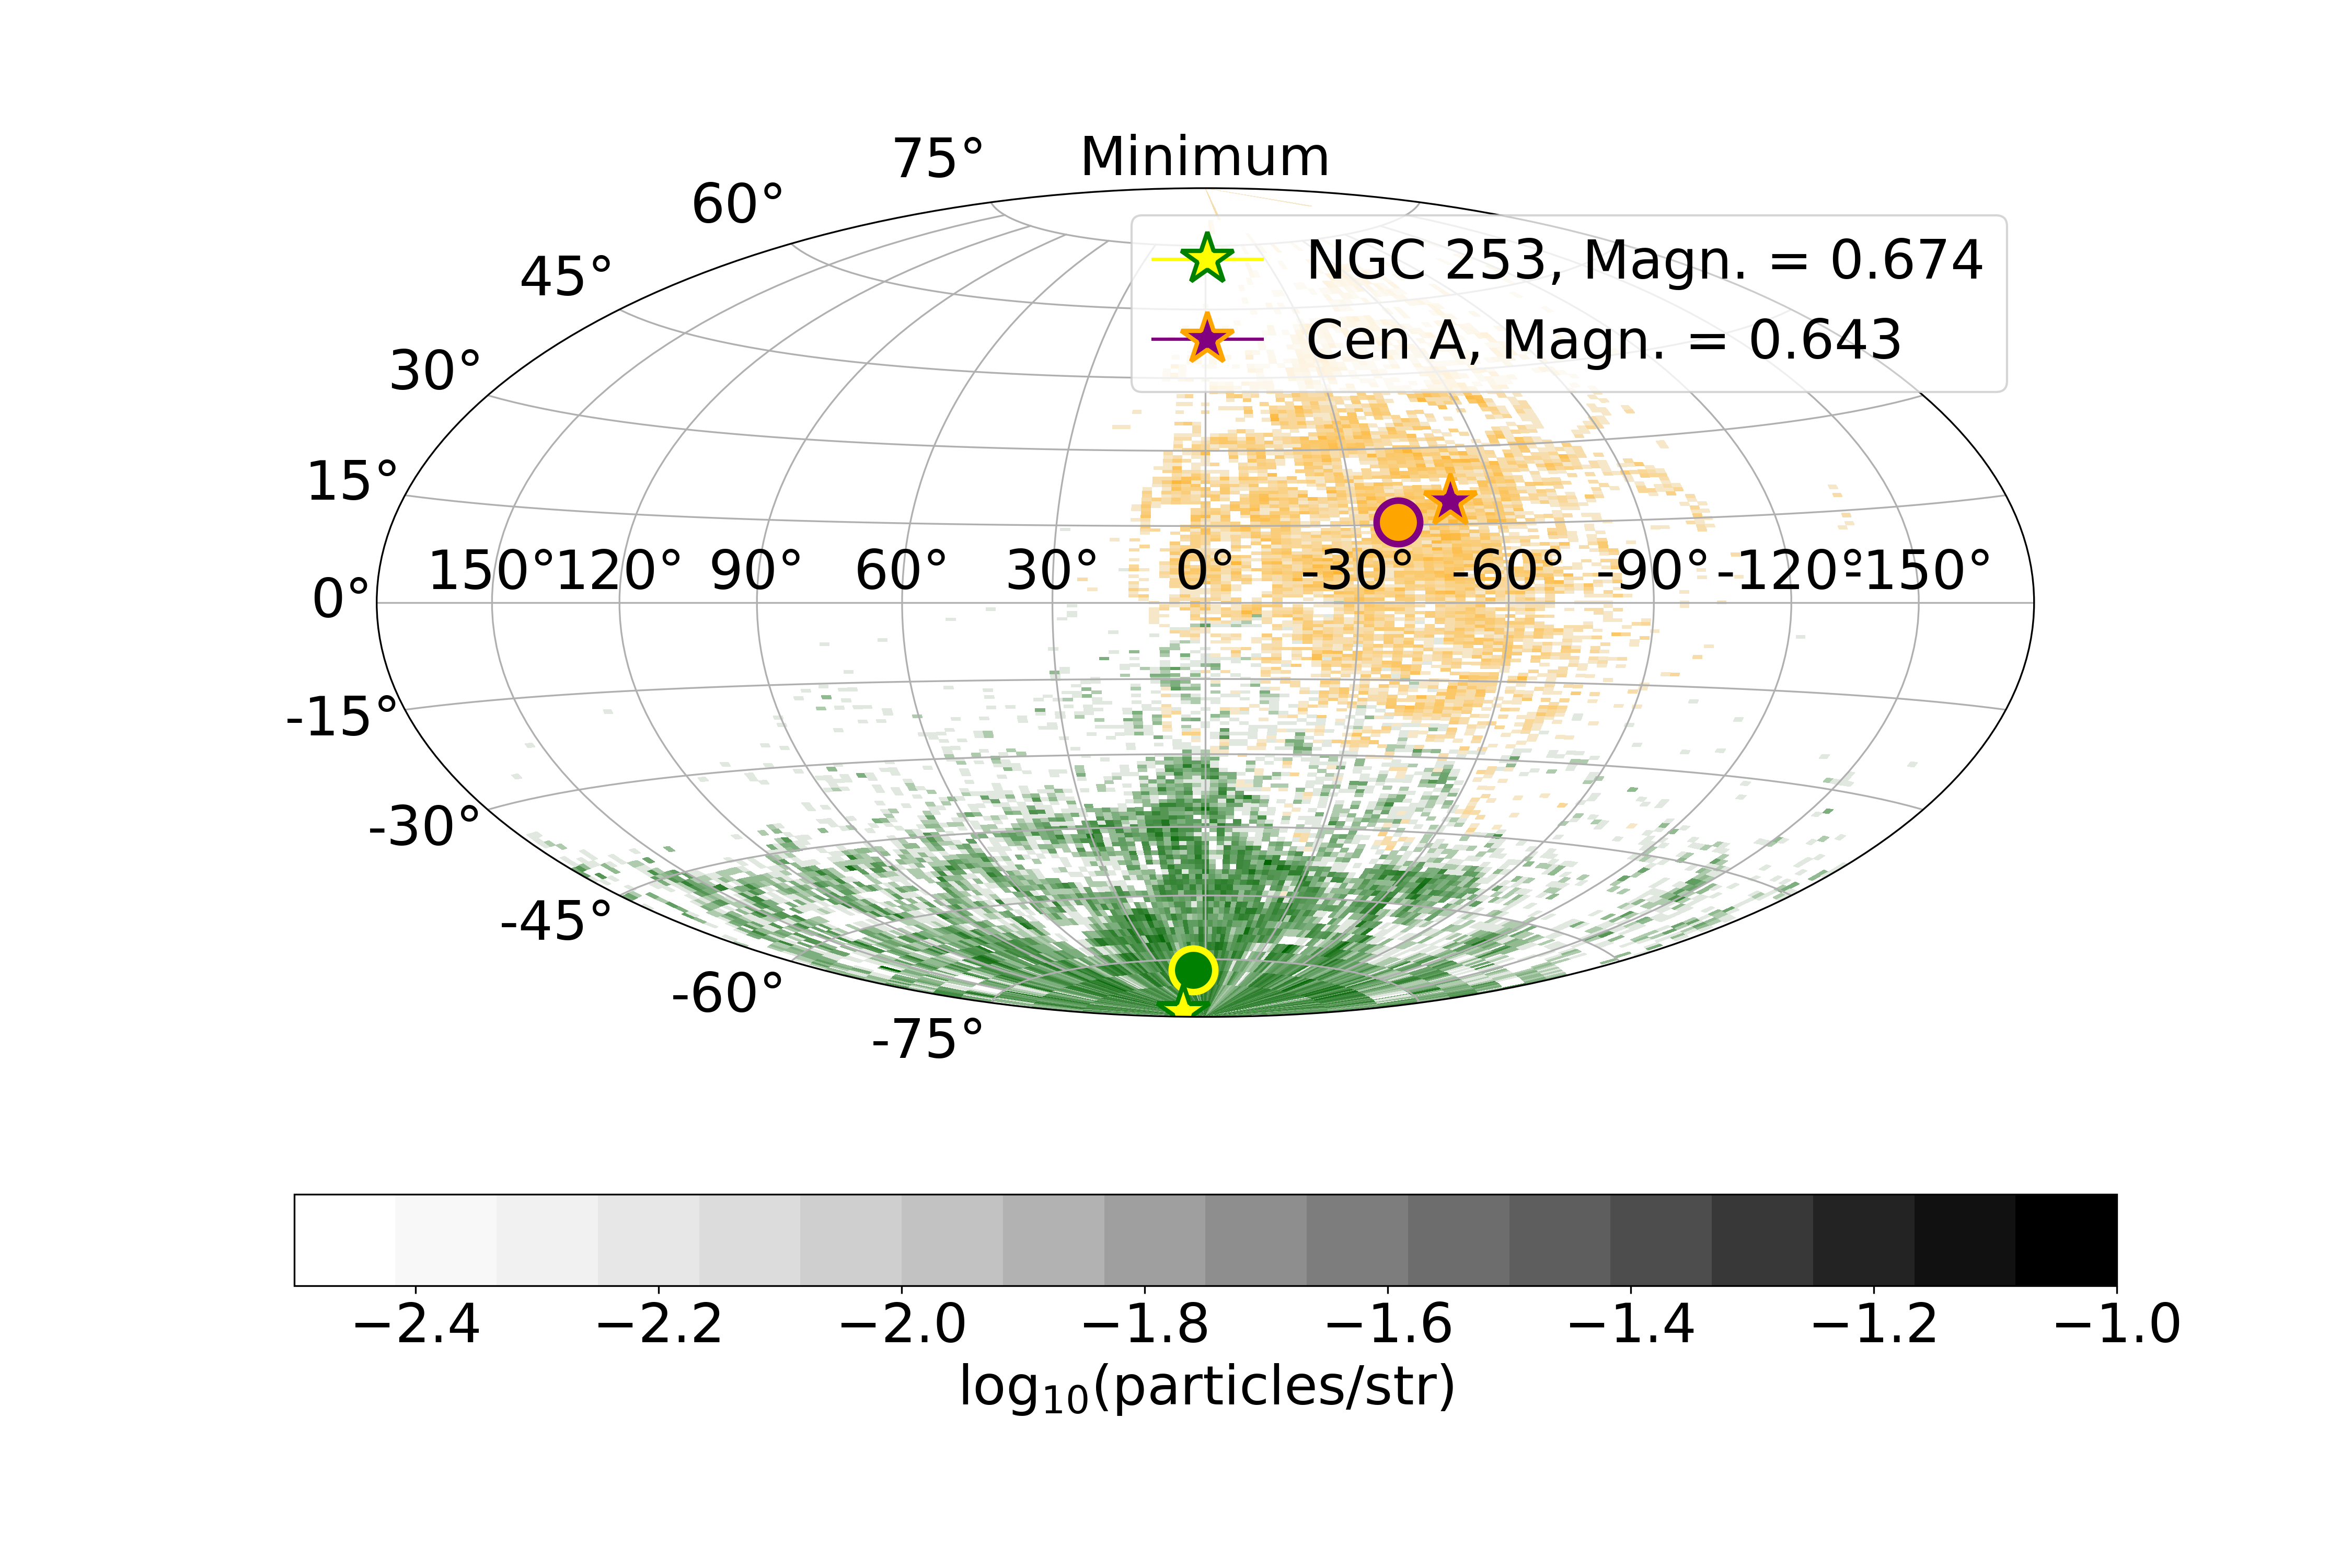 Minimum
75°
60°
45°
30°
15°
0°
-15°
-30°
-45°
-60°
-75°
NGC 253, Magn. = 0.674
Cen A, Magn. = 0.643
150° 120° 90° 60° 30° 0° -30° -60° -90° -120° -150°
−2.4 −2.2 −2.0 −1.8 −1.6 −1.4 −1.2 −1.0
log₁₀(particles/str)